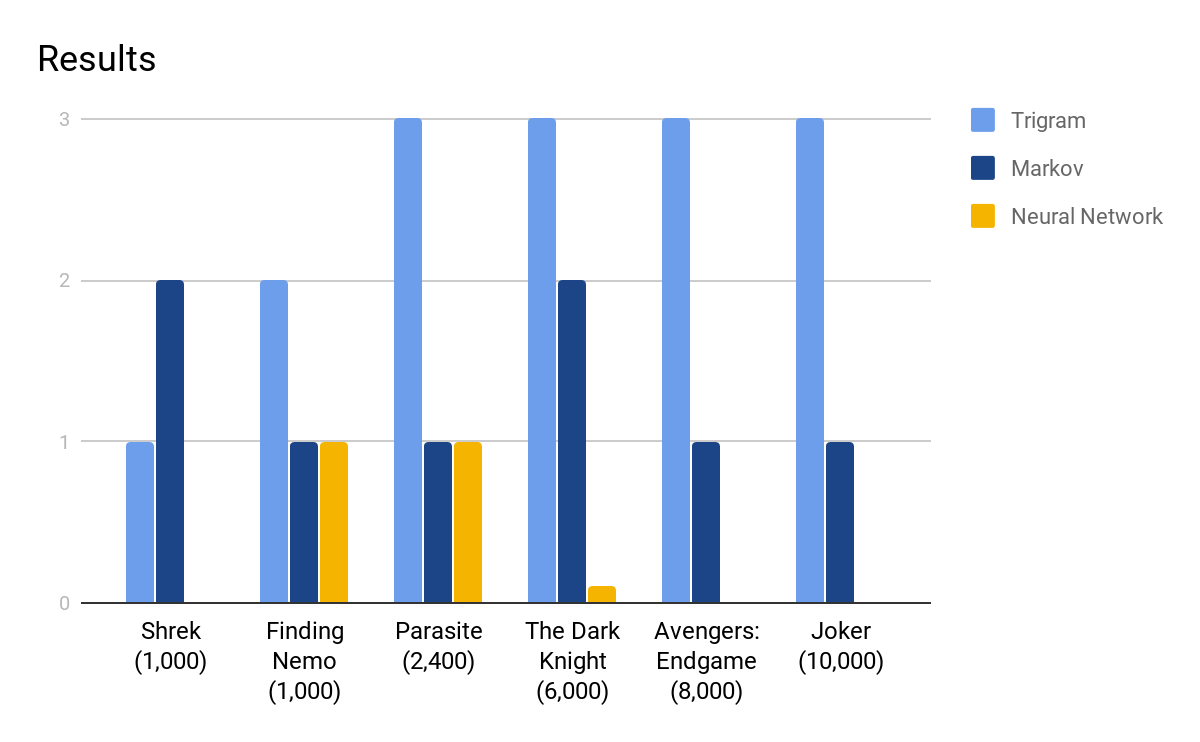 Results
3
2
1
0
Trigram
Markov
Neural Network
Shrek
(1,000)
Finding
Nemo
(1,000)
Parasite
(2,400)
The Dark
Knight
(6,000)
Avengers:
Endgame
(8,000)
Joker
(10,000)